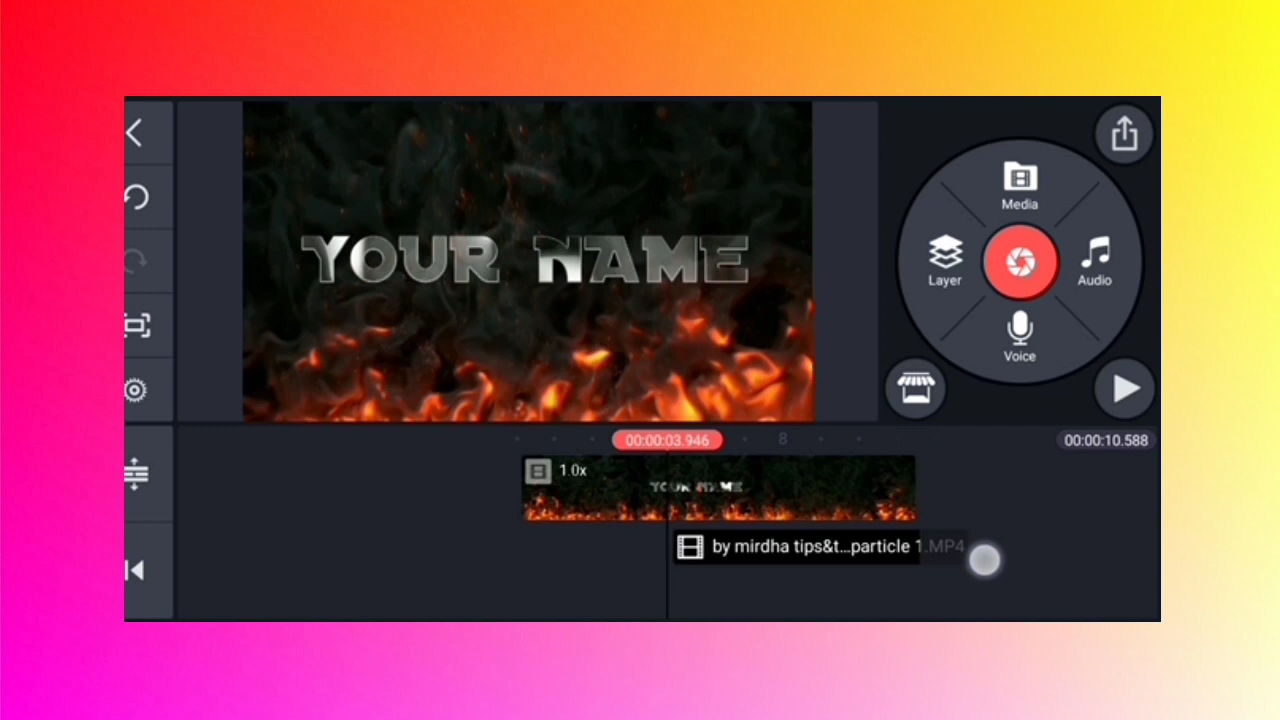 YOUR NAME
Media
Layer
Audio
Voice
00:00:03.946
8
00:00:10.588
1.0x
YOUR NAME
by mirdha tips&t...particle 1.MP4